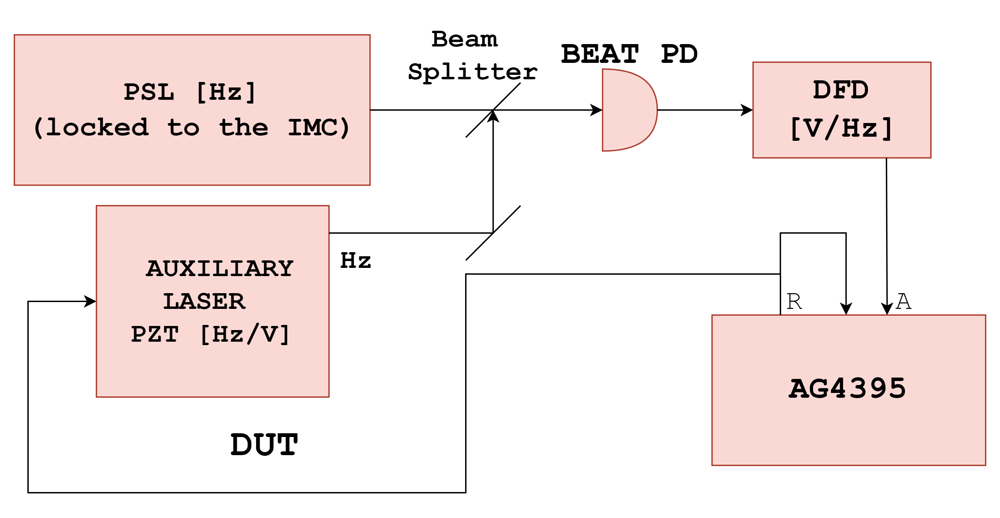 Beam
Splitter
BEAT PD
PSL [Hz]
(locked to the IMC)
DFD
[V/Hz]
Hz
AUXILIARY
LASER
PZT [Hz/V]
R
A
AG4395
DUT